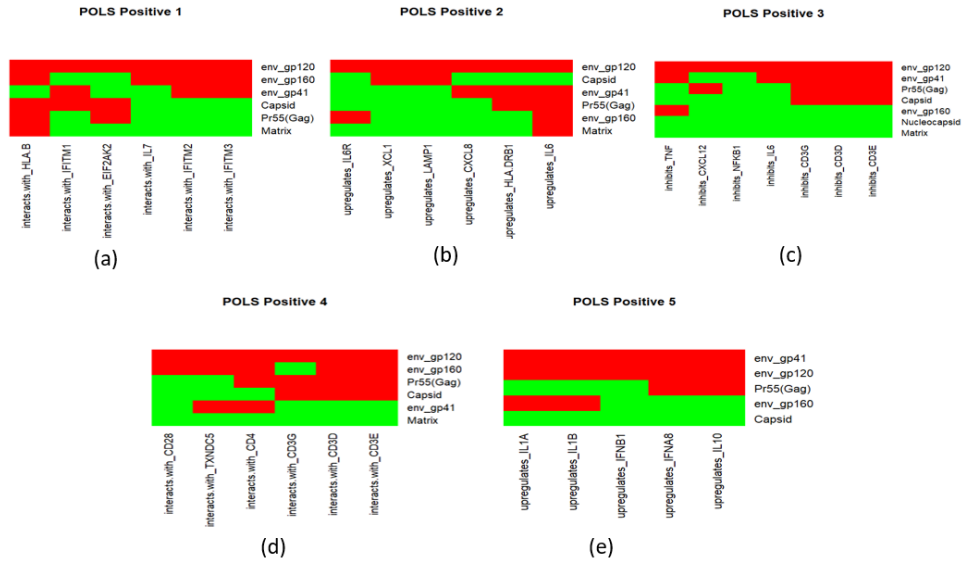 POLS Positive 1
env_gp120
env_gp160
env_gp41
Capsid
Pr55(Gag)
Matrix
interacts.with_HLA.B
interacts.with_IFITM1
interacts.with_EIF2AK2
interacts.with_IL7
interacts.with_IFITM2
interacts.with_IFITM3
(a)
POLS Positive 2
env_gp120
Capsid
env_gp41
Pr55(Gag)
env_gp160
Matrix
upregulates_IL6R
upregulates_XCL1
upregulates_LAMP1
upregulates_CXCL8
upregulates_HLA.DRB1
upregulates_IL6
(b)
POLS Positive 3
env_gp120
env_gp41
Pr55(Gag)
Capsid
env_gp160
Nucleocapsid
Matrix
inhibits_TNF
inhibits_CXCL12
inhibits_NFKB1
inhibits_IL6
inhibits_CD3G
inhibits_CD3D
inhibits_CD3E
(c)
POLS Positive 4
env_gp120
env_gp160
Pr55(Gag)
Capsid
env_gp41
Matrix
interacts.with_CD28
interacts.with_TXNDC5
interacts.with_CD4
interacts.with_CD3G
interacts.with_CD3D
interacts.with_CD3E
(d)
POLS Positive 5
env_gp41
env_gp120
Pr55(Gag)
env_gp160
Capsid
upregulates_IL1A
upregulates_IL1B
upregulates_IFNB1
upregulates_IFNA8
upregulates_IL10
(e)